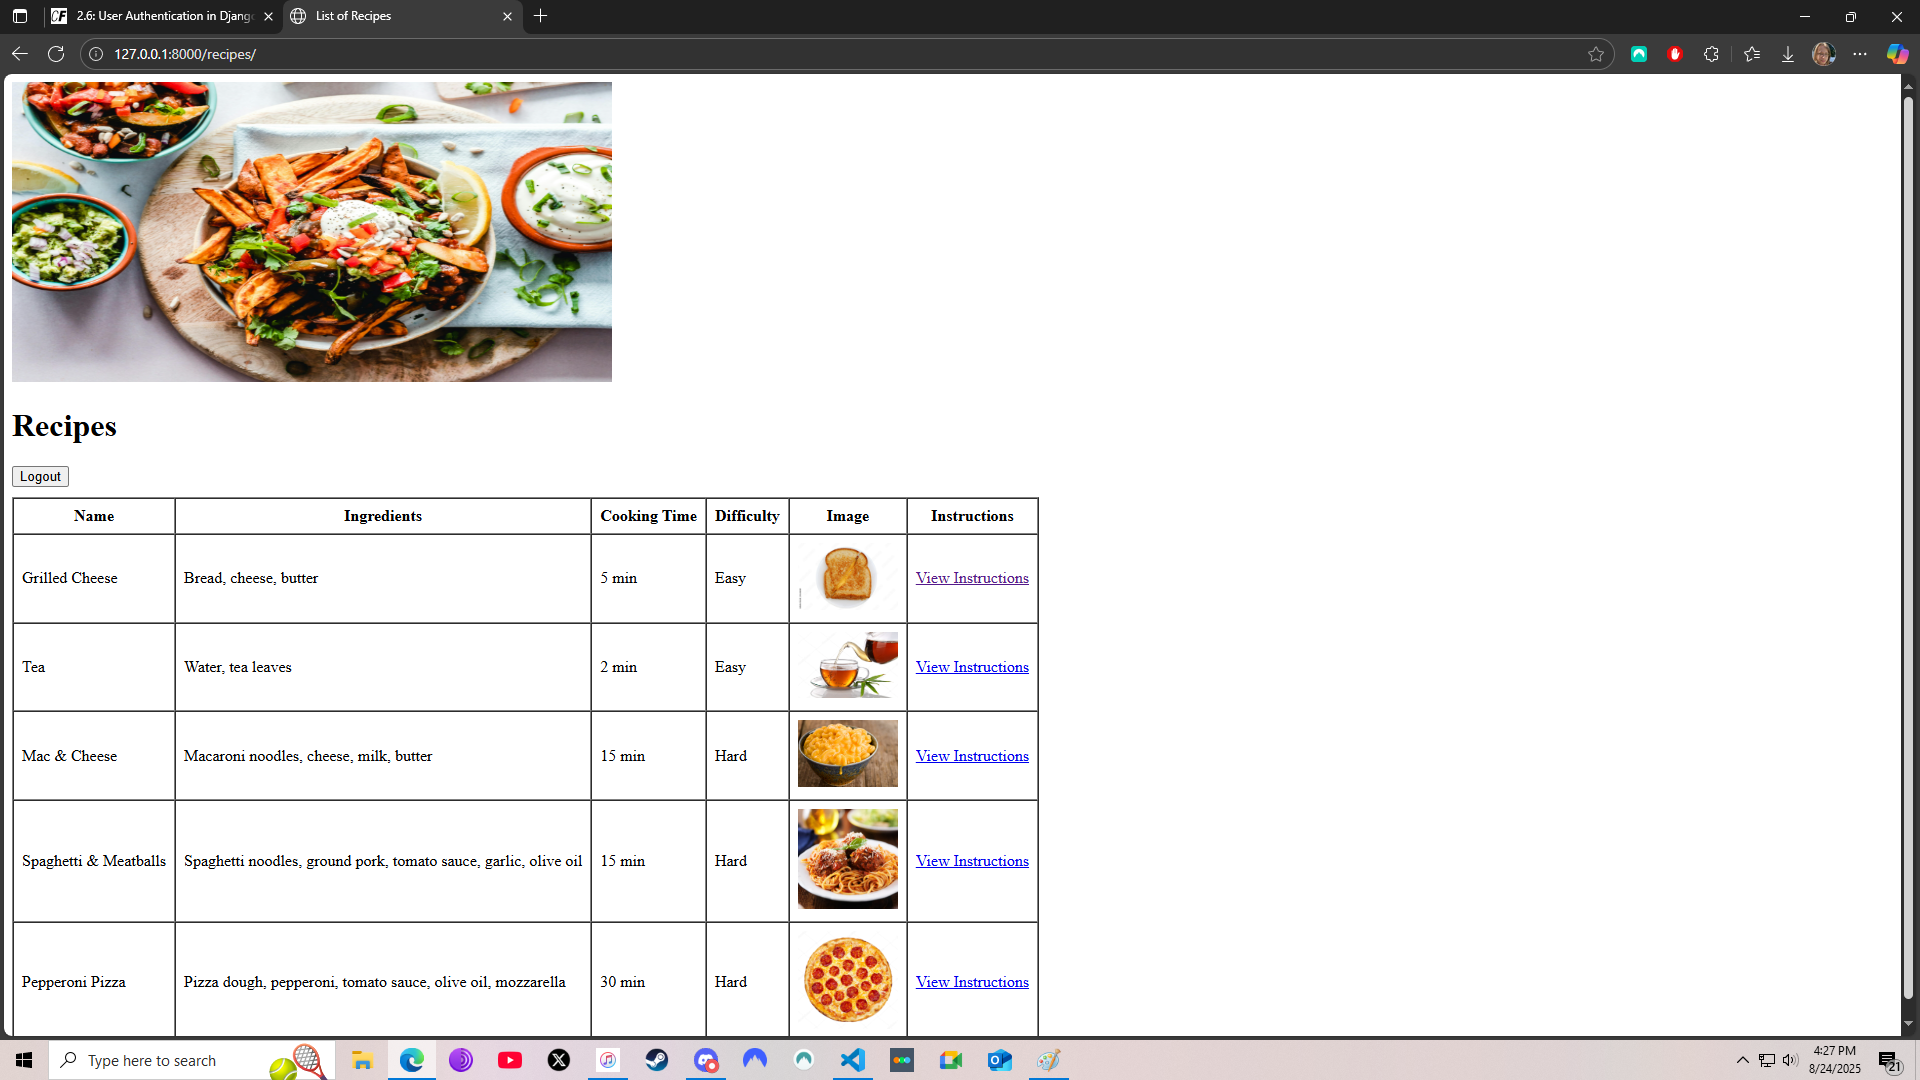 2.6: User Authentication in Djang
List of Recipes
127.0.0.1:8000/recipes/
Recipes
Logout
Name Ingredients Cooking Time Difficulty Image Instructions
Grilled Cheese Bread, cheese, butter 5 min Easy View Instructions
Tea Water, tea leaves 2 min Easy View Instructions
Mac & Cheese Macaroni noodles, cheese, milk, butter 15 min Hard View Instructions
Spaghetti & Meatballs Spaghetti noodles, ground pork, tomato sauce, garlic, olive oil 15 min Hard View Instructions
Pepperoni Pizza Pizza dough, pepperoni, tomato sauce, olive oil, mozzarella 30 min Hard View Instructions
Type here to search
4:27 PM
8/24/2025
21